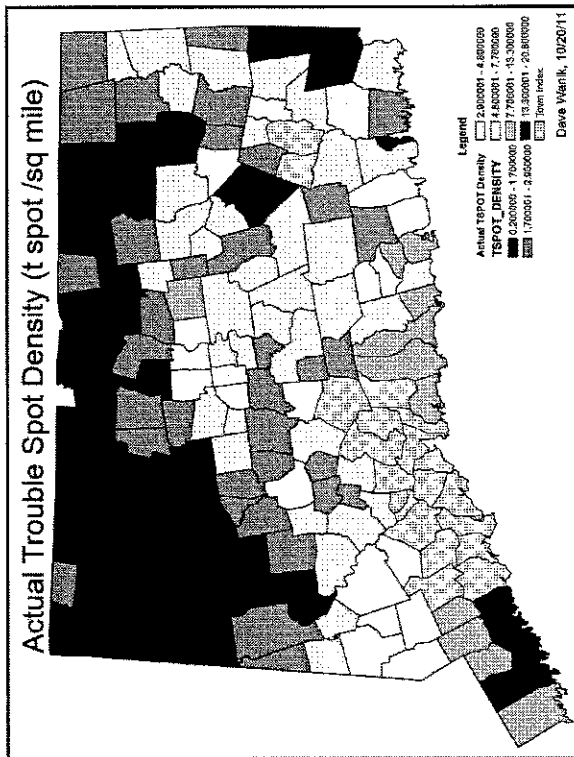 Actual Trouble Spot Density (t spot /sq mile)
Legend
Actual TSPOT Density
TSPOT_DENSITY
0.200000 - 1.700000
1.700001 - 2.900000
2.900001 - 4.800000
4.800001 - 7.700000
7.700001 - 13.300000
13.300001 - 20.800000
Town Index
Dave Wanik, 10/20/11